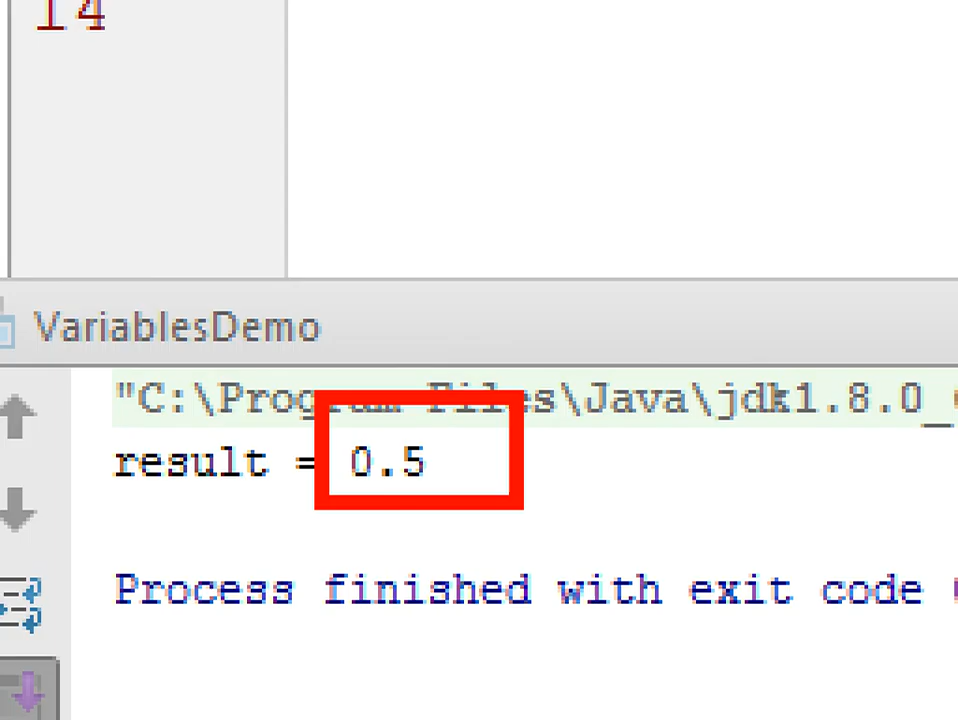 14
VariablesDemo
"C:\Program Files\Java\jdk1.8.0_
result = 0.5
Process finished with exit code